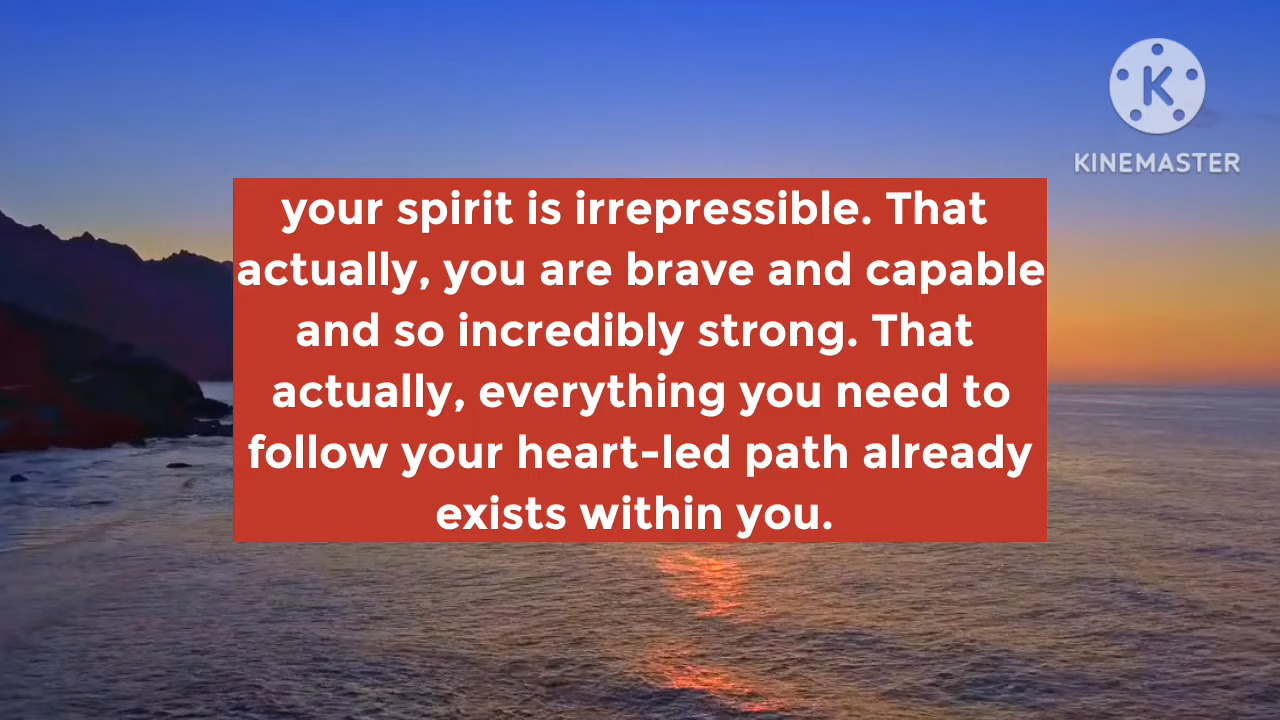 KINEMASTER
your spirit is irrepressible. That
actually, you are brave and capable
and so incredibly strong. That
actually, everything you need to
follow your heart-led path already
exists within you.